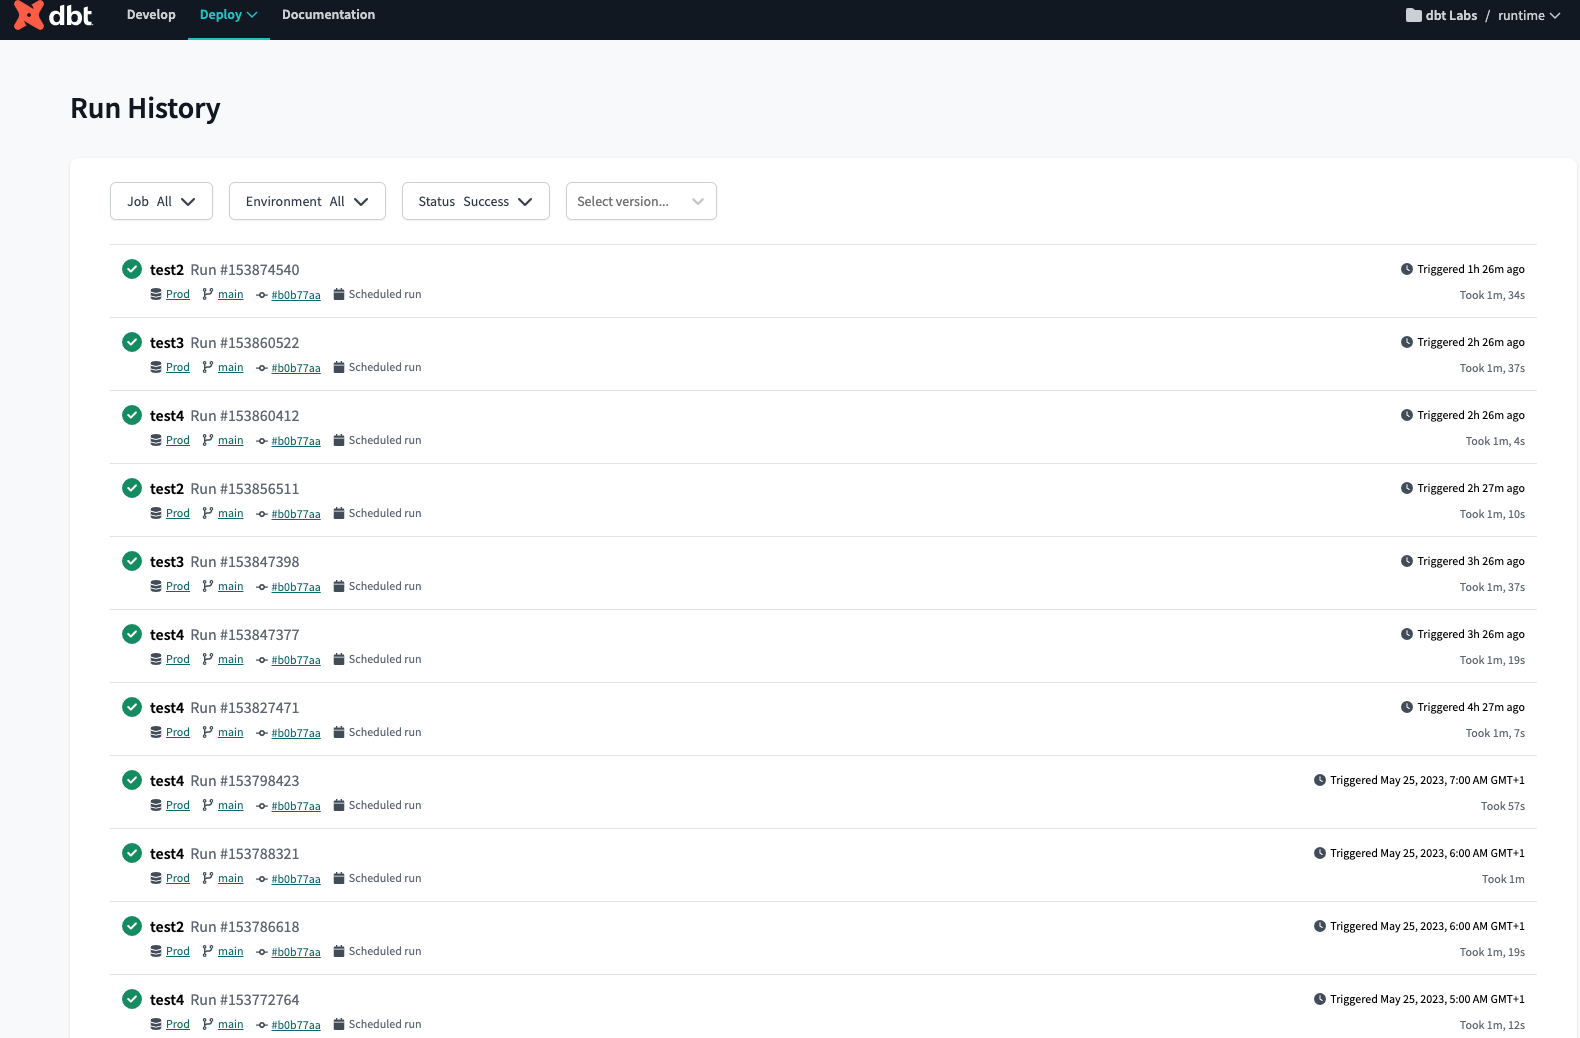 dbt Develop Deploy Documentation dbt Labs / runtime
Run History
Job All Environment All Status Success Select version...
test2 Run #153874540 Triggered 1h 26m ago
Prod main #b0b77aa Scheduled run Took 1m, 34s
test3 Run #153860522 Triggered 2h 26m ago
Prod main #b0b77aa Scheduled run Took 1m, 37s
test4 Run #153860412 Triggered 2h 26m ago
Prod main #b0b77aa Scheduled run Took 1m, 4s
test2 Run #153856511 Triggered 2h 27m ago
Prod main #b0b77aa Scheduled run Took 1m, 10s
test3 Run #153847398 Triggered 3h 26m ago
Prod main #b0b77aa Scheduled run Took 1m, 37s
test4 Run #153847377 Triggered 3h 26m ago
Prod main #b0b77aa Scheduled run Took 1m, 19s
test4 Run #153827471 Triggered 4h 27m ago
Prod main #b0b77aa Scheduled run Took 1m, 7s
test4 Run #153798423 Triggered May 25, 2023, 7:00 AM GMT+1
Prod main #b0b77aa Scheduled run Took 57s
test4 Run #153788321 Triggered May 25, 2023, 6:00 AM GMT+1
Prod main #b0b77aa Scheduled run Took 1m
test2 Run #153786618 Triggered May 25, 2023, 6:00 AM GMT+1
Prod main #b0b77aa Scheduled run Took 1m, 19s
test4 Run #153772764 Triggered May 25, 2023, 5:00 AM GMT+1
Prod main #b0b77aa Scheduled run Took 1m, 12s